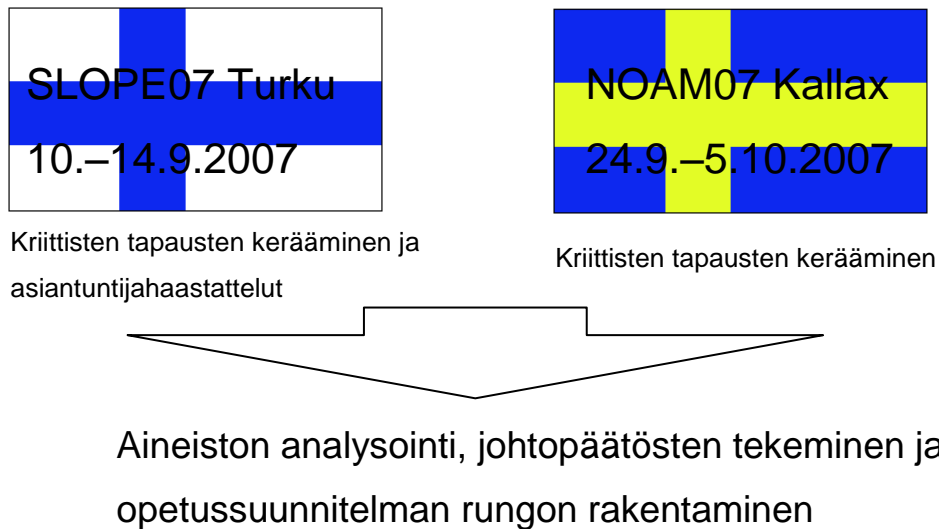 SLOPE07 Turku
10.–14.9.2007
NOAM07 Kallax
24.9.–5.10.2007
Kriittisten tapausten kerääminen ja
asiantuntijahaastattelut
Kriittisten tapausten kerääminen
Aineiston analysointi, johtopäätösten tekeminen ja
opetussuunnitelman rungon rakentaminen